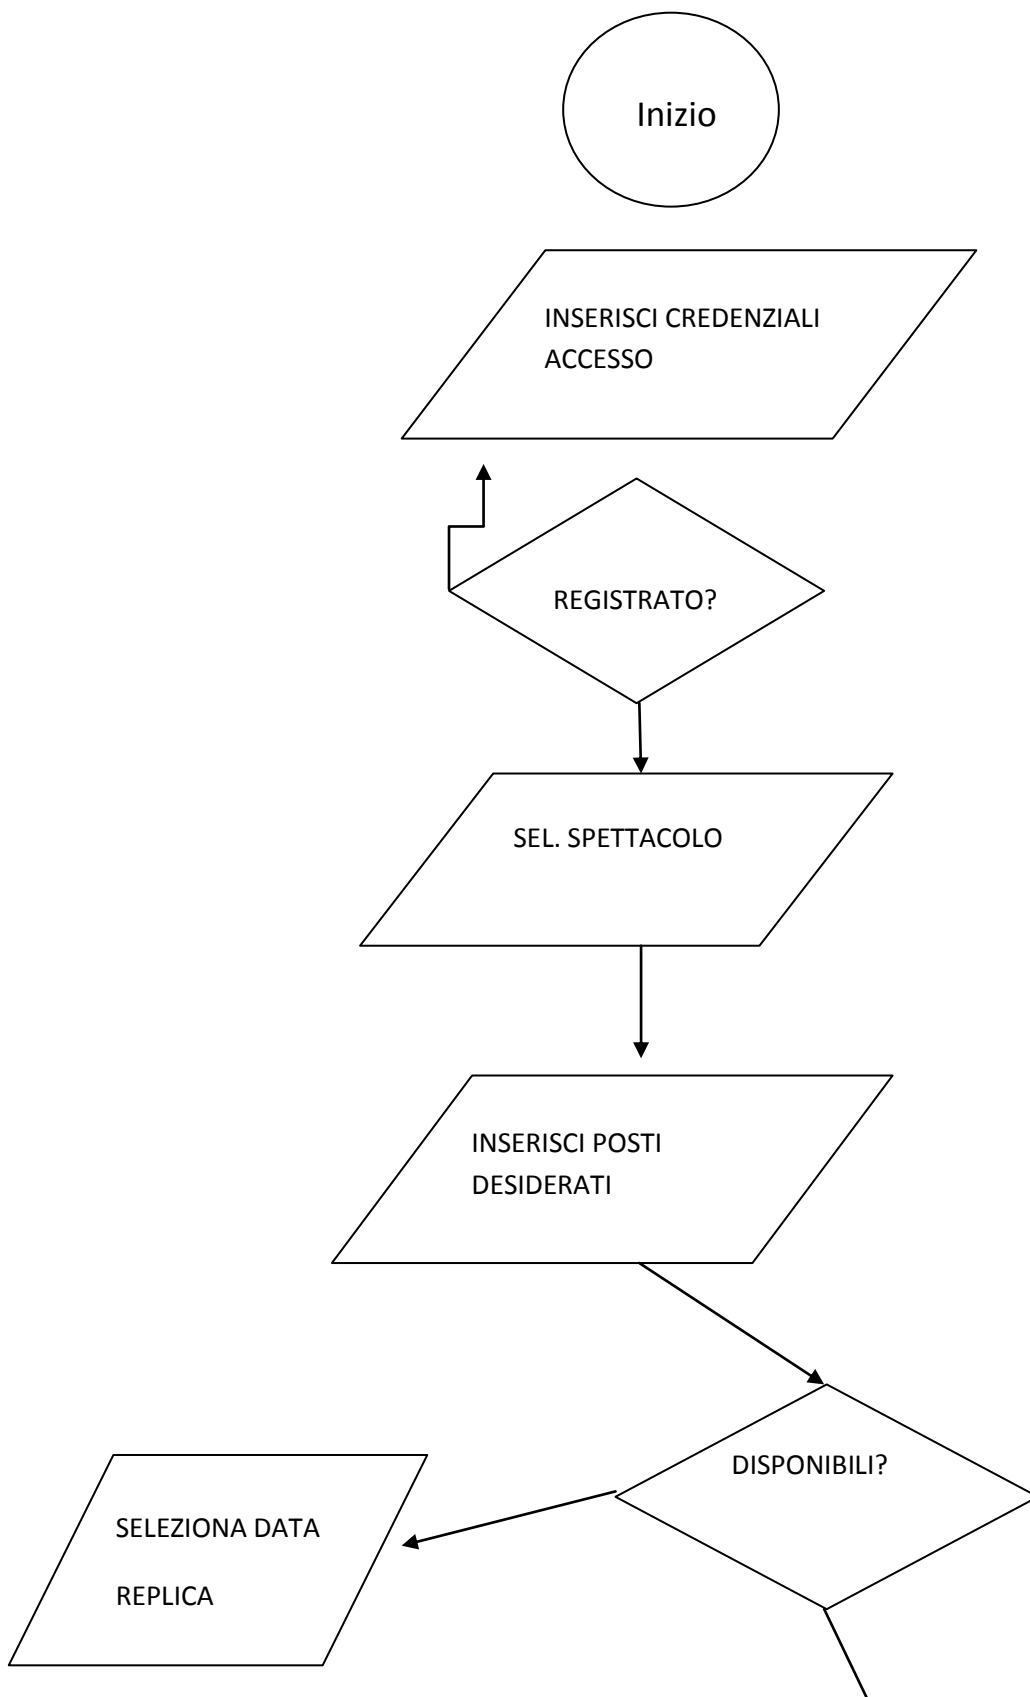 Inizio
INSERISCI CREDENZIALI
ACCESSO
REGISTRATO?
SEL. SPETTACOLO
INSERISCI POSTI
DESIDERATI
DISPONIBILI?
SELEZIONA DATA
REPLICA